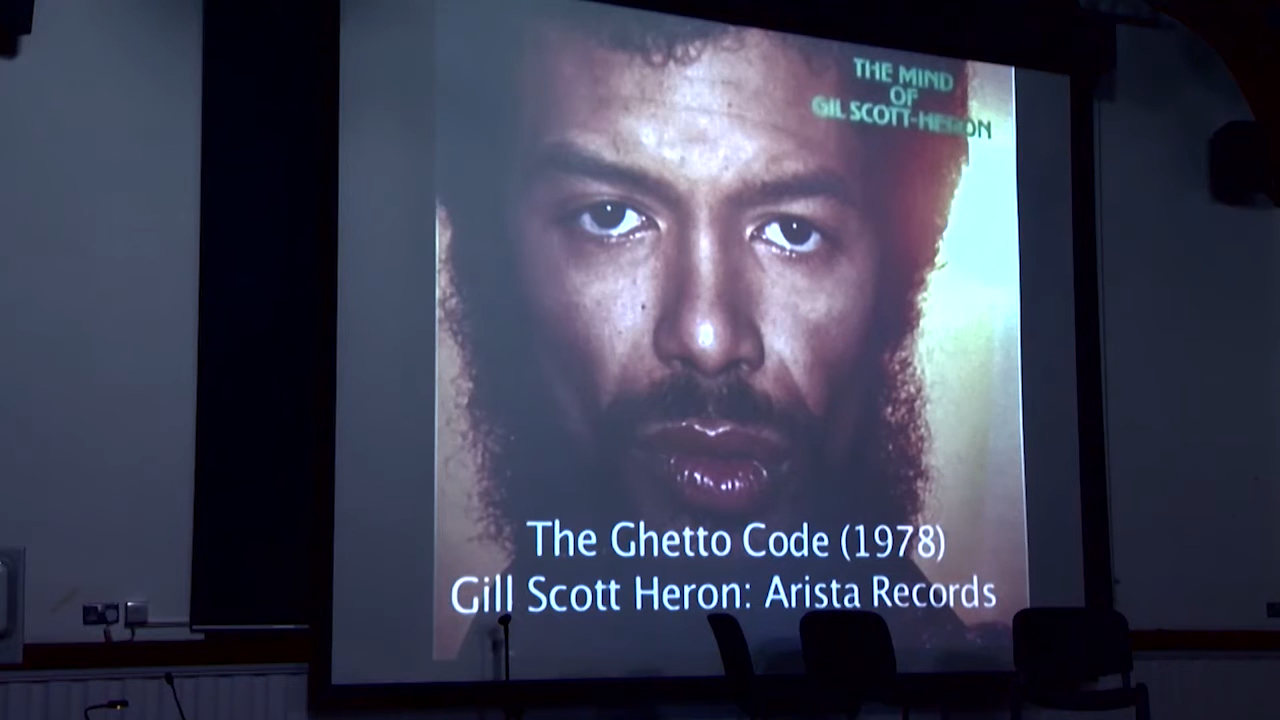 THE MIND
OF
GIL SCOTT-HERON
The Ghetto Code (1978)
Gill Scott Heron: Arista Records